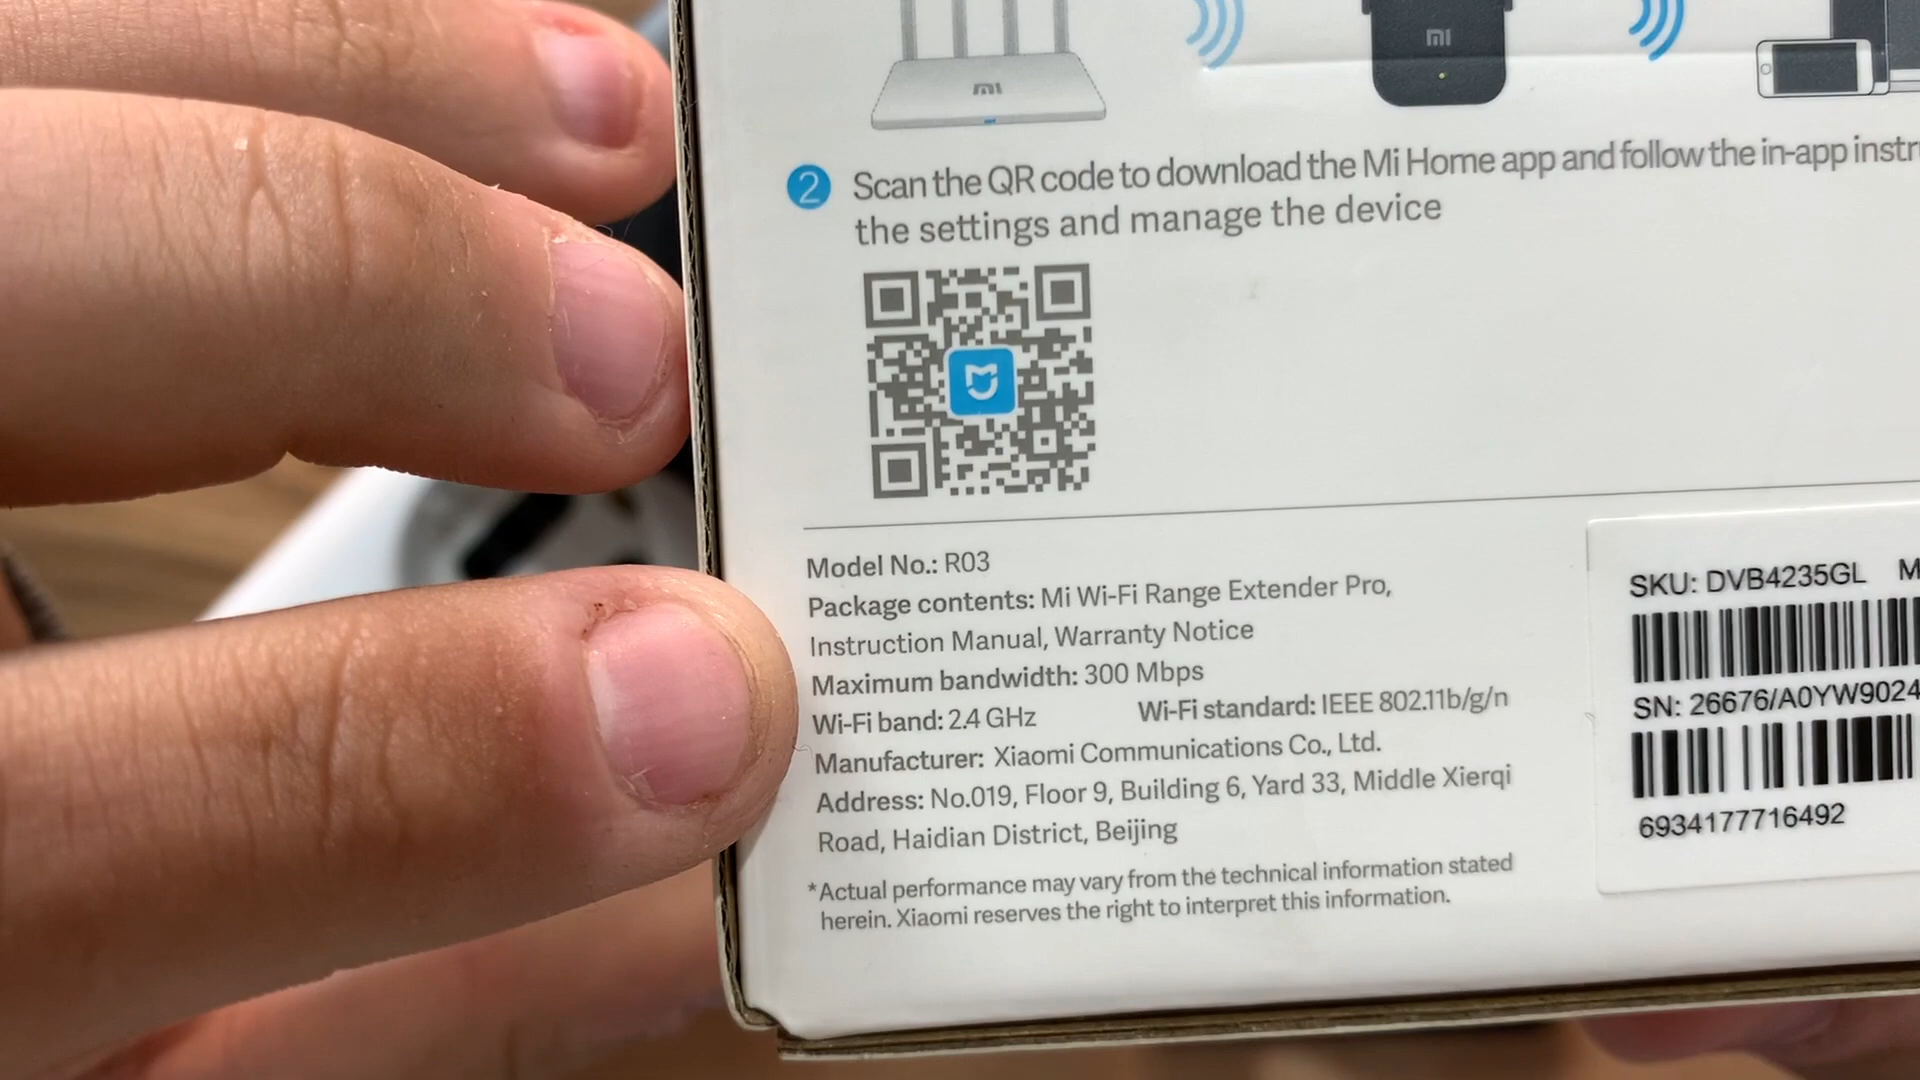 mi
mi
2 Scan the QR code to download the Mi Home app and follow the in-app
the settings and manage the device
Model No.: R03
Package contents: Mi Wi-Fi Range Extender Pro,
Instruction Manual, Warranty Notice
Maximum bandwidth: 300 Mbps
Wi-Fi band: 2.4 GHz Wi-Fi standard: IEEE 802.11b/g/n
Manufacturer: Xiaomi Communications Co., Ltd.
Address: No.019, Floor 9, Building 6, Yard 33, Middle Xierqi
Road, Haidian District, Beijing
*Actual performance may vary from the technical information stated
herein. Xiaomi reserves the right to interpret this information.
SKU: DVB4235GL
SN: 26676/A0YW9024
6934177716492